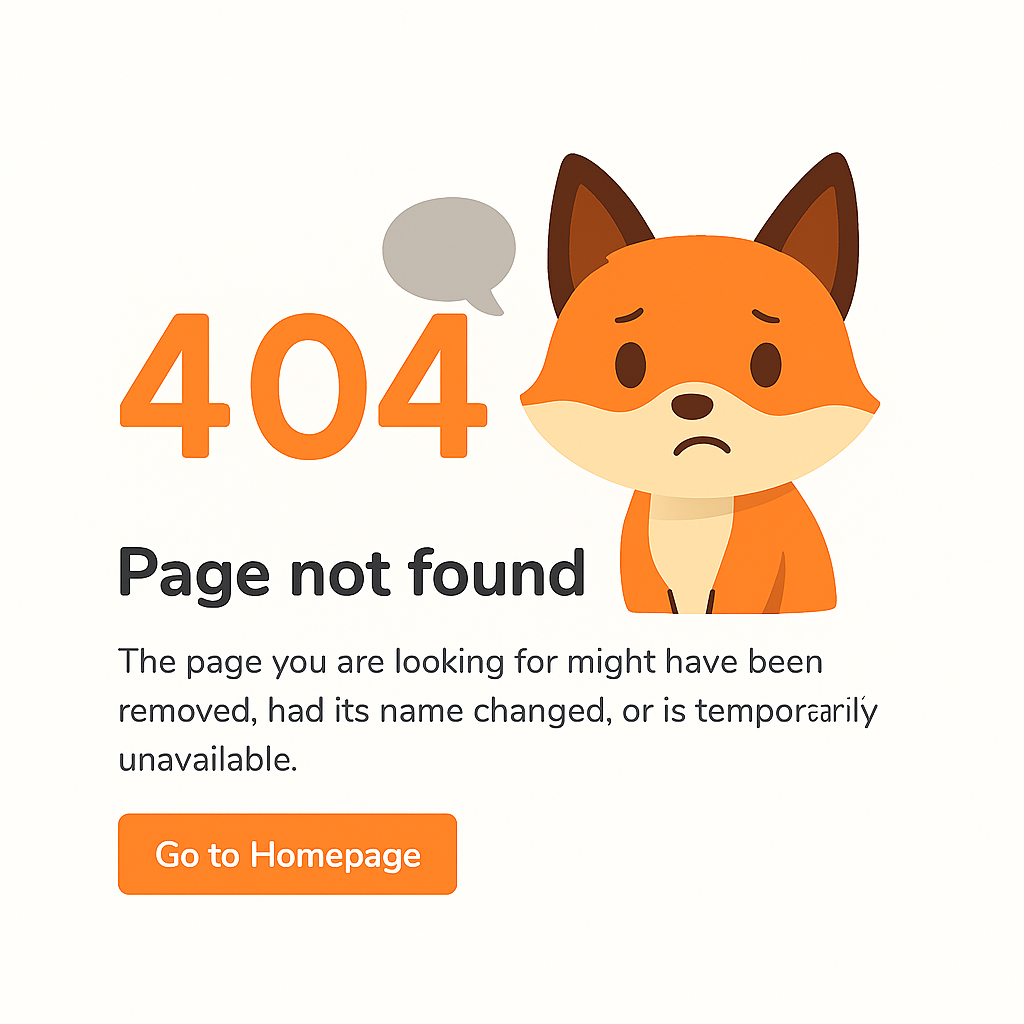 404
Page not found
The page you are looking for might have been
removed, had its name changed, or is temporarily
unavailable.
Go to Homepage